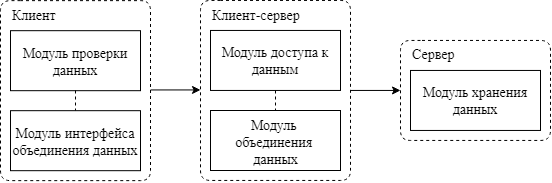 Клиент
Модуль проверки
данных
Модуль интерфейса
объединения данных
Клиент-сервер
Модуль доступа к
данным
Модуль
объединения данных
Сервер
Модуль хранения
данных